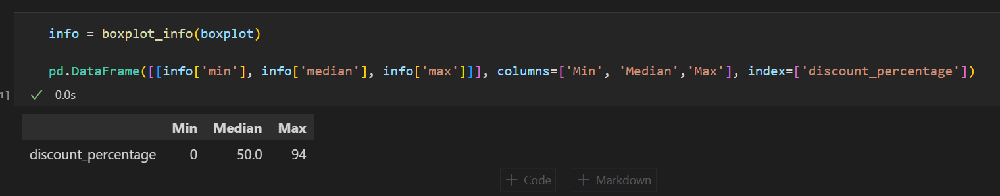 info = boxplot_info(boxplot)
pd.DataFrame([[info['min'], info['median'], info['max']]], columns=['Min', 'Median','Max'], index=['discount_percentage'])
1]
✓ 0.0s
Min Median Max
discount_percentage 0 50.0 94
+ Code + Markdown